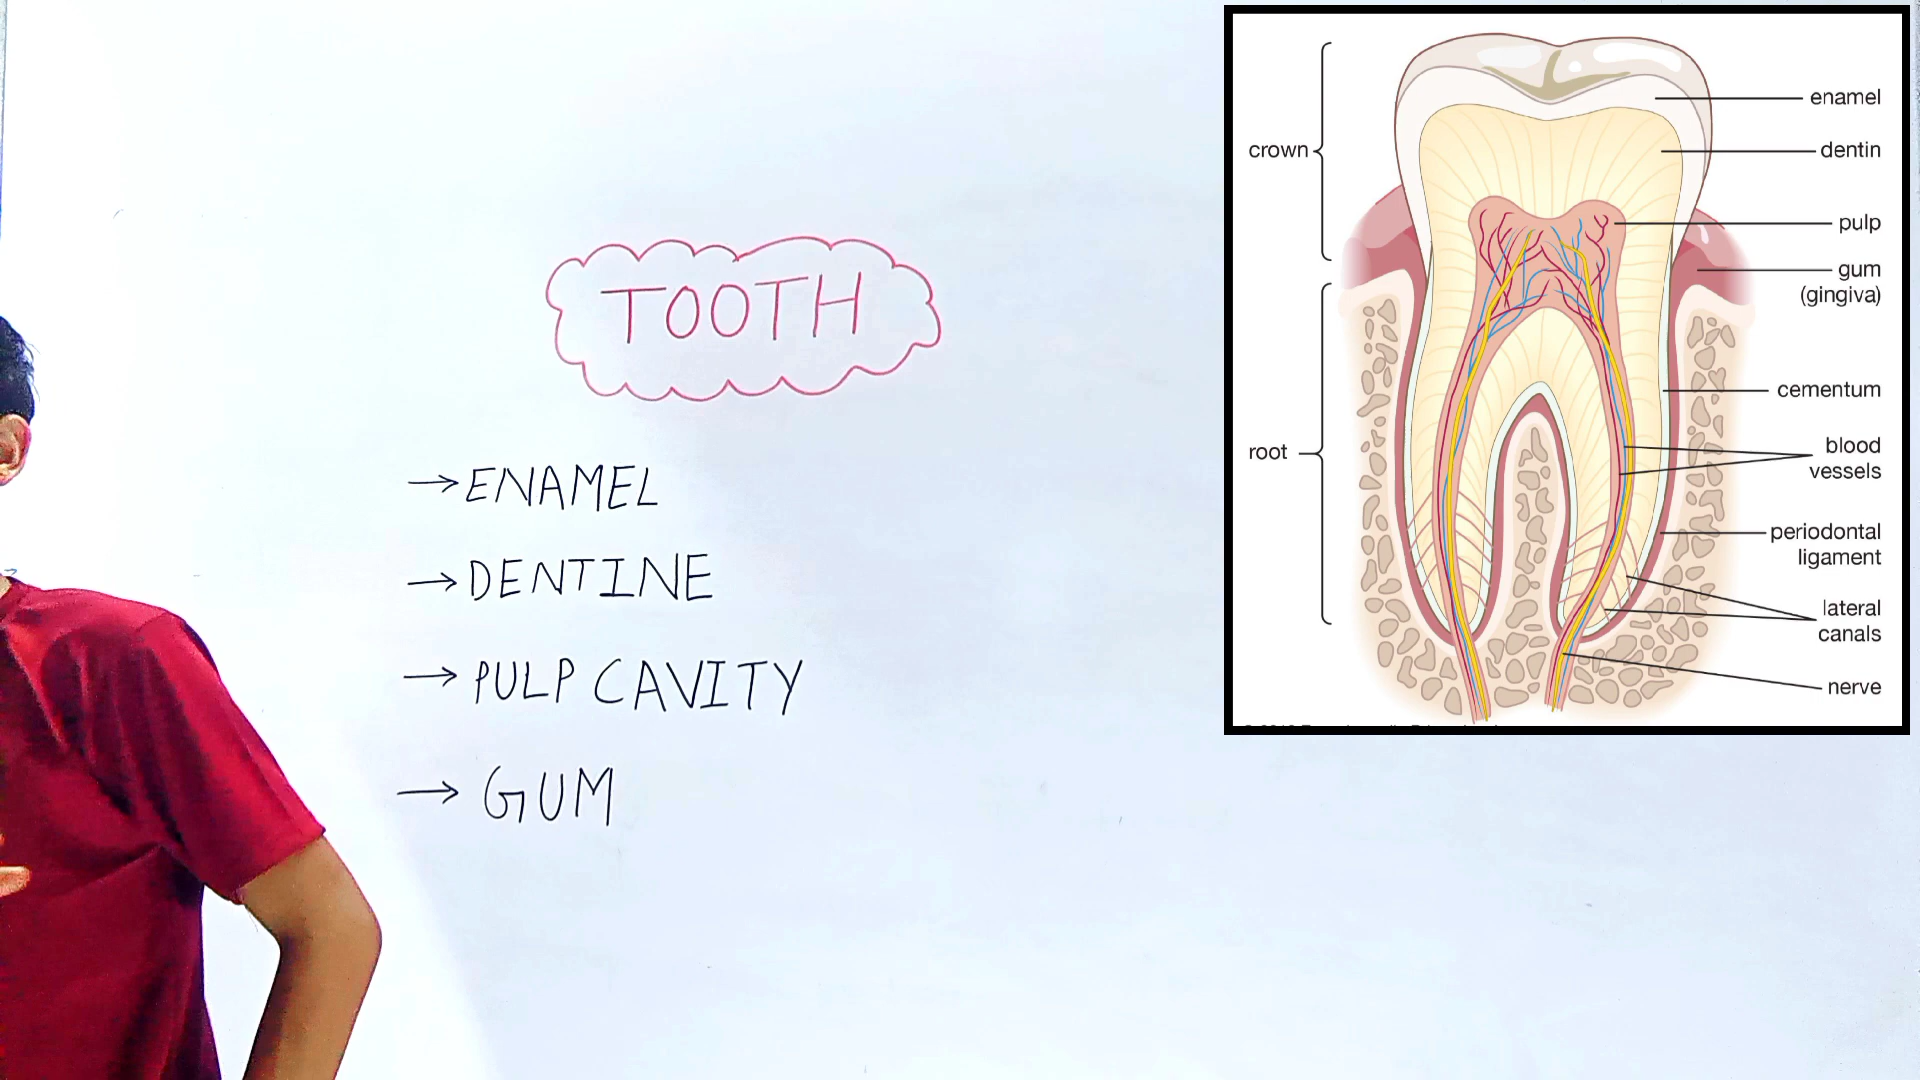 TOOTH
→ENAMEL
→DENTINE
→PULP CAVITY
→GUM
crown
root
enamel
dentin
pulp
gum
(gingiva)
cementum
blood
vessels
periodontal
ligament
lateral
canals
nerve